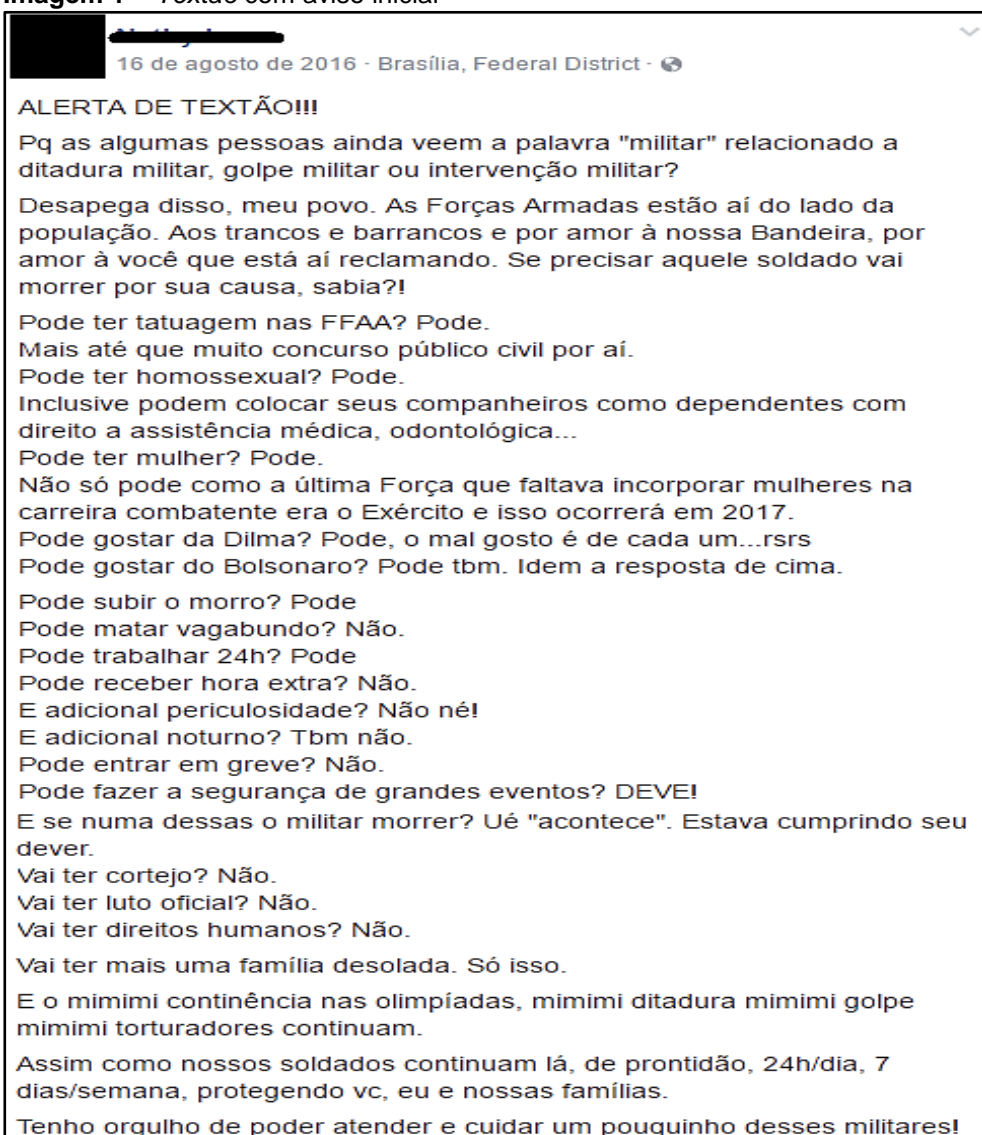 16 de agosto de 2016 · Brasília, Federal District ·
ALERTA DE TEXTÃO!!!
Pq as algumas pessoas ainda veem a palavra "militar" relacionado a
ditadura militar, golpe militar ou intervenção militar?
Desapega disso, meu povo. As Forças Armadas estão aí do lado da
população. Aos trancos e barrancos e por amor à nossa Bandeira, por
amor à você que está aí reclamando. Se precisar aquele soldado vai
morrer por sua causa, sabia?!
Pode ter tatuagem nas FFAA? Pode.
Mais até que muito concurso público civil por aí.
Pode ter homossexual? Pode.
Inclusive podem colocar seus companheiros como dependentes com
direito a assistência médica, odontológica...
Pode ter mulher? Pode.
Não só pode como a última Força que faltava incorporar mulheres na
carreira combatente era o Exército e isso ocorrerá em 2017.
Pode gostar da Dilma? Pode, o mal gosto é de cada um...rsrs
Pode gostar do Bolsonaro? Pode tbm. Idem a resposta de cima.
Pode subir o morro? Pode
Pode matar vagabundo? Não.
Pode trabalhar 24h? Pode
Pode receber hora extra? Não.
E adicional periculosidade? Não né!
E adicional noturno? Tbm não.
Pode entrar em greve? Não.
Pode fazer a segurança de grandes eventos? DEVE!
E se numa dessas o militar morrer? Ué "acontece". Estava cumprindo seu
dever.
Vai ter cortejo? Não.
Vai ter luto oficial? Não.
Vai ter direitos humanos? Não.
Vai ter mais uma família desolada. Só isso.
E o mimimi continência nas olimpíadas, mimimi ditadura mimimi golpe
mimimi torturadores continuam.
Assim como nossos soldados continuam lá, de prontidão, 24h/dia, 7
dias/semana, protegendo vc, eu e nossas famílias.
Tenho orgulho de poder atender e cuidar um pouquinho desses militares!